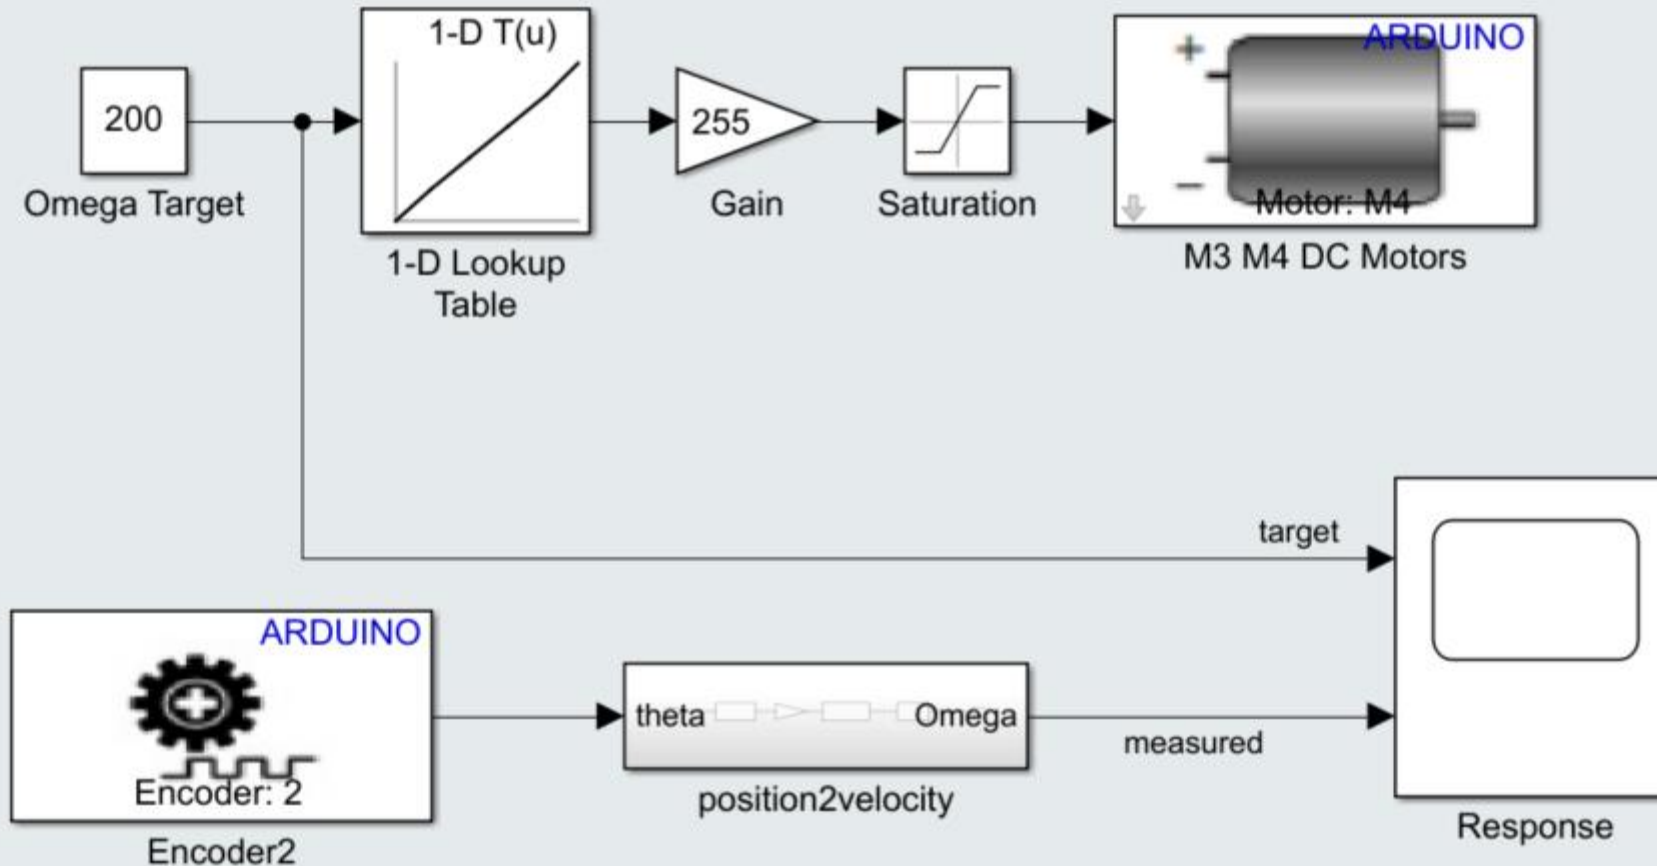 200
Omega Target
1-D T(u)
1-D Lookup
Table
255
Gain
Saturation
ARDUINO
Motor: M4
M3 M4 DC Motors
target
ARDUINO
Encoder: 2
Encoder2
theta
Omega
position2velocity
measured
Response